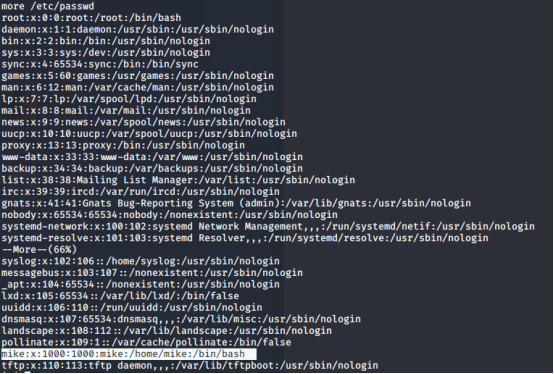 more /etc/passwd
root:x:0:0:root:/root:/bin/bash
daemon:x:1:1:daemon:/usr/sbin:/usr/sbin/nologin
bin:x:2:2:bin:/bin:/usr/sbin/nologin
sys:x:3:3:sys:/dev:/usr/sbin/nologin
sync:x:4:65534:sync:/bin:/bin/sync
games:x:5:60:games:/usr/games:/usr/sbin/nologin
man:x:6:12:man:/var/cache/man:/usr/sbin/nologin
lp:x:7:7:lp:/var/spool/lpd:/usr/sbin/nologin
mail:x:8:8:mail:/var/mail:/usr/sbin/nologin
news:x:9:9:news:/var/spool/news:/usr/sbin/nologin
uucp:x:10:10:uucp:/var/spool/uucp:/usr/sbin/nologin
proxy:x:13:13:proxy:/bin:/usr/sbin/nologin
www-data:x:33:33:www-data:/var/www:/usr/sbin/nologin
backup:x:34:34:backup:/var/backups:/usr/sbin/nologin
list:x:38:38:Mailing List Manager:/var/list:/usr/sbin/nologin
irc:x:39:39:ircd:/var/run/ircd:/usr/sbin/nologin
gnats:x:41:41:Gnats Bug-Reporting System (admin):/var/lib/gnats:/usr/sbin/nologin
nobody:x:65534:65534:nobody:/nonexistent:/usr/sbin/nologin
systemd-network:x:100:102:systemd Network Management,,,:/run/systemd/netif:/usr/sbin/nologin
systemd-resolve:x:101:103:systemd Resolver,,,:/run/systemd/resolve:/usr/sbin/nologin
--More--(66%)
syslog:x:102:106::/home/syslog:/usr/sbin/nologin
messagebus:x:103:107::/nonexistent:/usr/sbin/nologin
_apt:x:104:65534::/nonexistent:/usr/sbin/nologin
lxd:x:105:65534::/var/lib/lxd/:/bin/false
uuidd:x:106:110::/run/uuidd:/usr/sbin/nologin
dnsmasq:x:107:65534:dnsmasq,,,:/var/lib/misc:/usr/sbin/nologin
landscape:x:108:112::/var/lib/landscape:/usr/sbin/nologin
pollinate:x:109:1::/var/cache/pollinate:/bin/false
mike:x:1000:1000:mike:/home/mike:/bin/bash
tftp:x:110:113:tftp daemon,,,:/var/lib/tftpboot:/usr/sbin/nologin